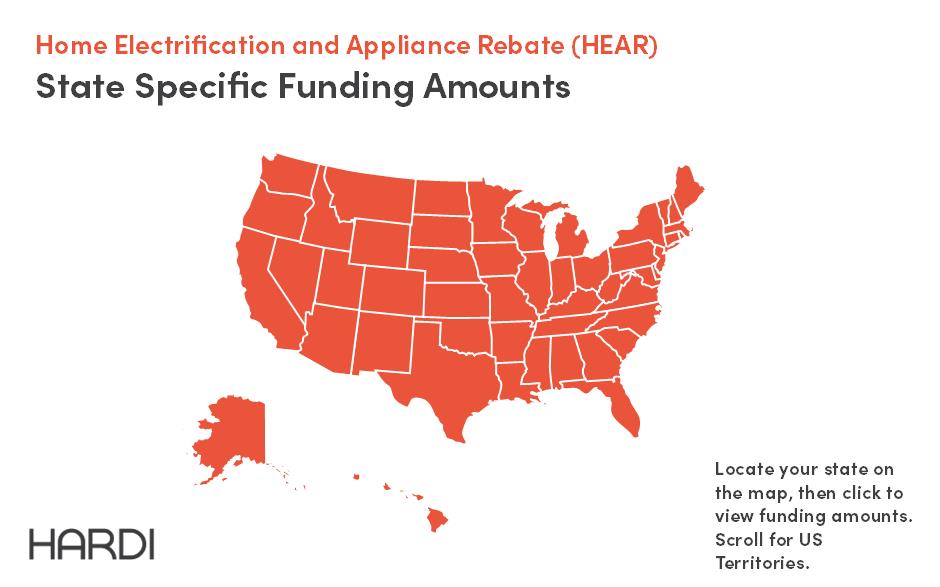 Home Electrification and Appliance Rebate (HEAR)
State Specific Funding Amounts
Locate your state on
the map, then click to
view funding amounts.
Scroll for US
Territories.
HARDI